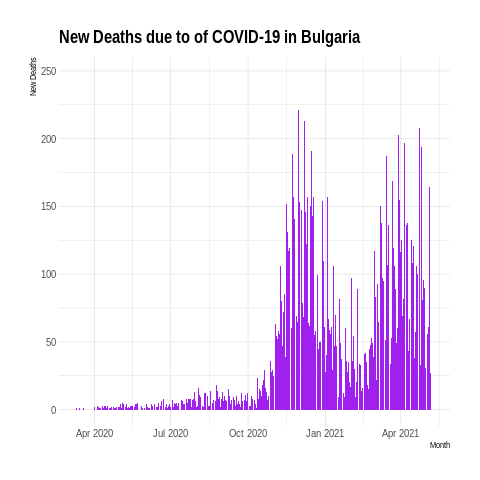 New Deaths due to of COVID-19 in Bulgaria
New Deaths
250
200
150
100
50
0
Apr 2020 Jul 2020 Oct 2020 Jan 2021 Apr 2021
Month